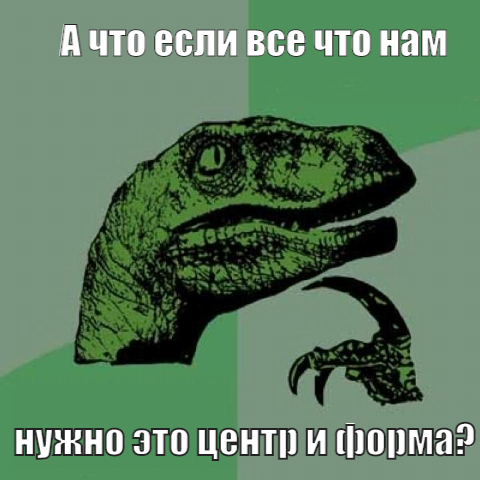 А что если все что нам
нужно это центр и форма?